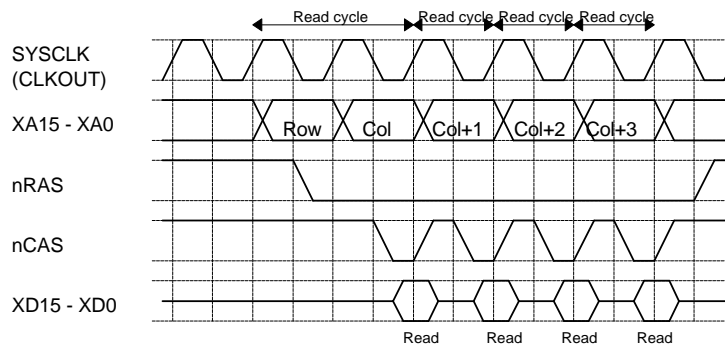 Read cycle Read cycle Read cycle Read cycle
SYSCLK
(CLKOUT)
XA15 - XA0 Row Col Col+1 Col+2 Col+3
nRAS
nCAS
XD15 - XD0
Read Read Read Read